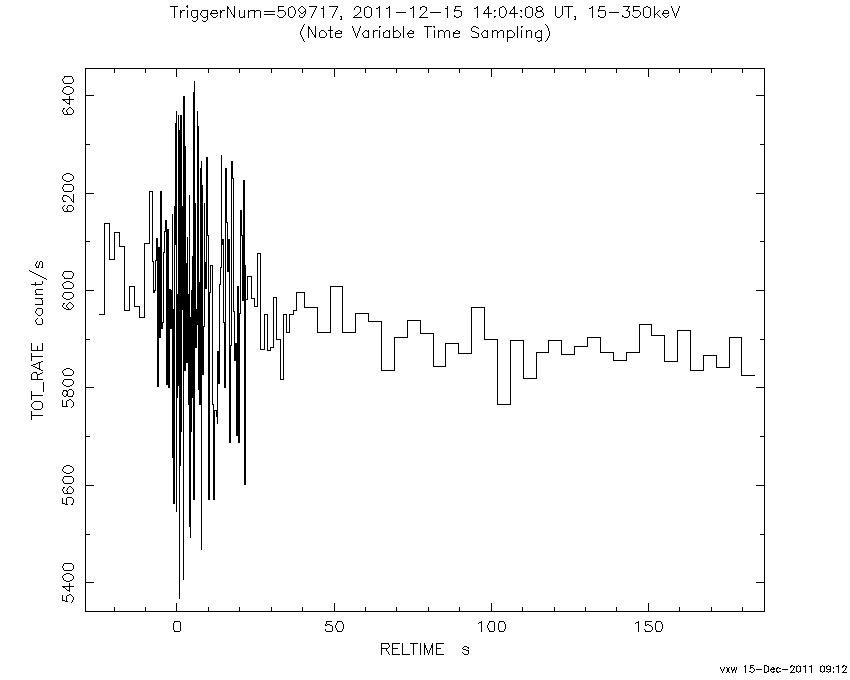 TriggerNum=509717, 2011-12-15 14:04:08 UT, 15-350keV
(Note Variable Time Sampling)
TOT_RATE count/s
6400
6200
6000
5800
5600
5400
0 50 100 150
RELTIME s
vxw 15-Dec-2011 09:12